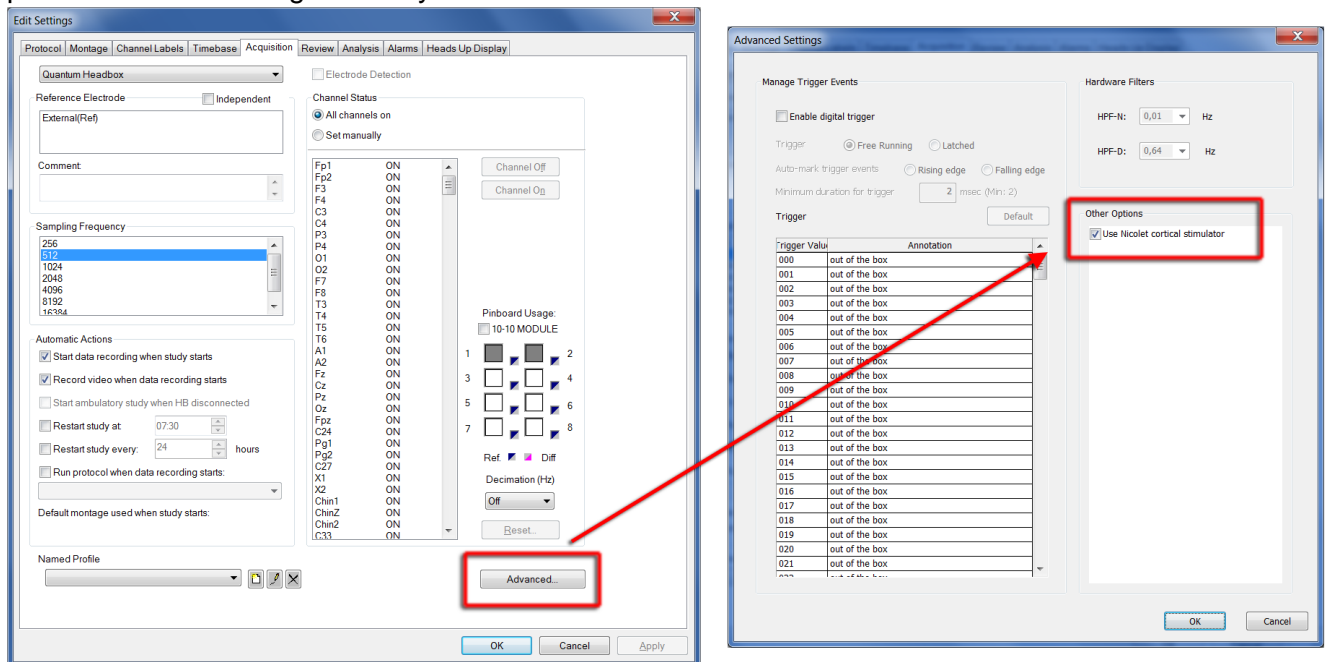 Edit Settings
Protocol Montage Channel Labels Timebase Acquisition Review Analysis Alarms Heads Up Display
Quantum Headbox
Reference Electrode Independent
External(Ref)
Comment:
Sampling Frequency
256
512
1024
2048
4096
8192
16384
Automatic Actions
Start data recording when study starts
Record video when data recording starts
Start ambulatory study when HB disconnected
Restart study at: 07:30
Restart study every: 24 hours
Run protocol when data recording starts:
Default montage used when study starts:
Named Profile
Electrode Detection
Channel Status
All channels on
Set manually
Fp1 ON
Fp2 ON
F3 ON
F4 ON
C3 ON
C4 ON
P3 ON
P4 ON
O1 ON
O2 ON
F7 ON
F8 ON
T3 ON
T4 ON
T5 ON
T6 ON
A1 ON
A2 ON
Fz ON
Cz ON
Pz ON
Oz ON
Fpz ON
C24 ON
Pg1 ON
Pg2 ON
C27 ON
X1 ON
X2 ON
Chin1 ON
ChinZ ON
Chin2 ON
C33 ON
Channel Off
Channel On
Pinboard Usage:
10-10 MODULE
1 2
3 4
5 6
7 8
Ref. Diff
Decimation (Hz)
Off
Reset...
Advanced...
OK Cancel Apply
Advanced Settings
Manage Trigger Events
Enable digital trigger
Trigger Free Running Latched
Auto-mark trigger events Rising edge Falling edge
Minimum duration for trigger 2 msec (Min: 2)
Trigger Default
Trigger Value Annotation
000 out of the box
001 out of the box
002 out of the box
003 out of the box
004 out of the box
005 out of the box
006 out of the box
007 out of the box
008 out of the box
009 out of the box
010 out of the box
011 out of the box
012 out of the box
013 out of the box
014 out of the box
015 out of the box
016 out of the box
017 out of the box
018 out of the box
019 out of the box
020 out of the box
021 out of the box
Hardware Filters
HPF-N: 0,01 Hz
HPF-D: 0,64 Hz
Other Options
Use Nicolet cortical stimulator
OK Cancel